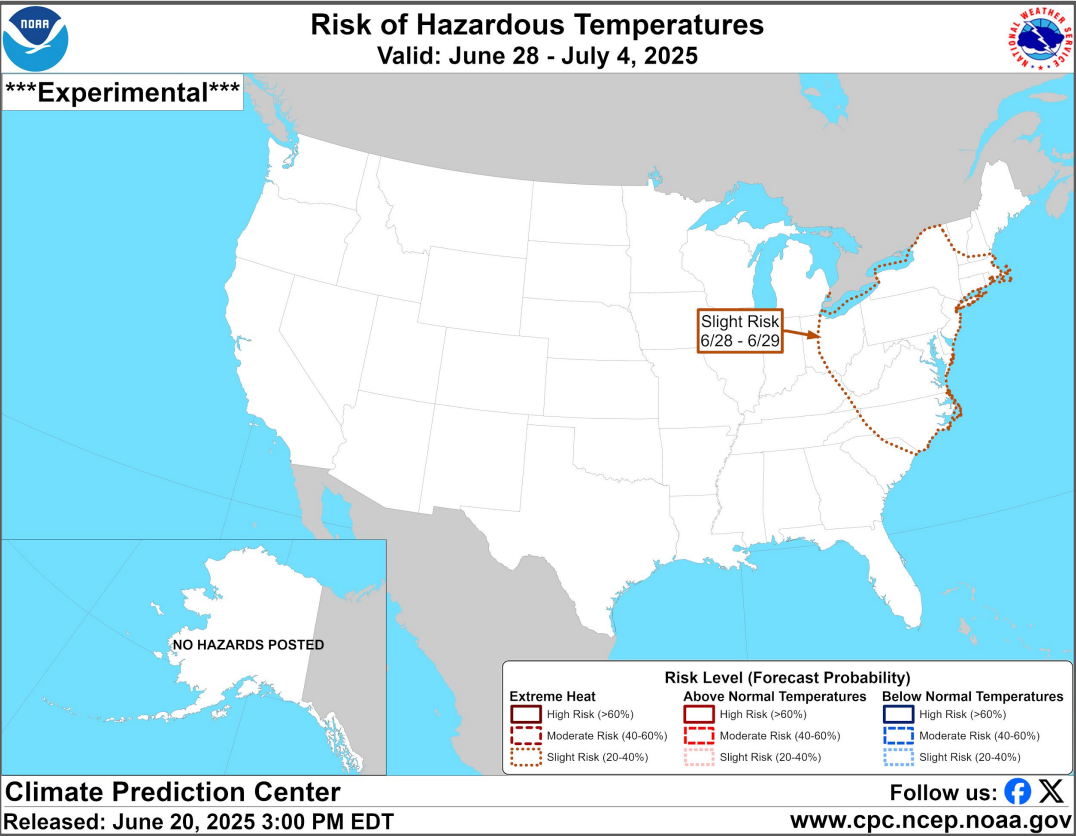 NOAA
Risk of Hazardous Temperatures
Valid: June 28 - July 4, 2025
NATIONAL WEATHER SERVICE
***Experimental***
Slight Risk
6/28 - 6/29
NO HAZARDS POSTED
Risk Level (Forecast Probability)
Extreme Heat
High Risk (>60%)
Moderate Risk (40-60%)
Slight Risk (20-40%)
Above Normal Temperatures
High Risk (>60%)
Moderate Risk (40-60%)
Slight Risk (20-40%)
Below Normal Temperatures
High Risk (>60%)
Moderate Risk (40-60%)
Slight Risk (20-40%)
Climate Prediction Center
Follow us:
Released: June 20, 2025 3:00 PM EDT
www.cpc.ncep.noaa.gov